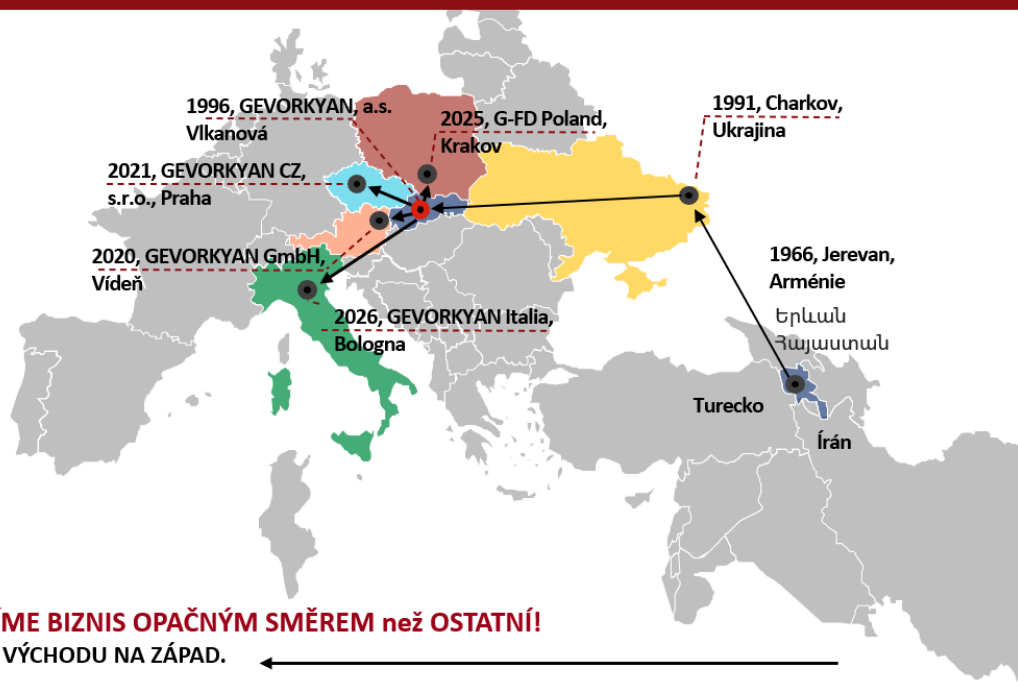 1996, GEVORKYAN, a.s.
Vlkanová
2025, G-FD Poland,
Krakov
1991, Charkov,
Ukrajina
2021, GEVORKYAN CZ,
s.r.o., Praha
2020, GEVORKYAN GmbH,
Vídeň
1966, Jerevan,
Arménie
Երևան
Հայաստան
2026, GEVORKYAN Italia,
Bologna
Turecko
Írán
ÍME BIZNIS OPAČNÝM SMĚREM než OSTATNÍ!
VÝCHODU NA ZÁPAD.